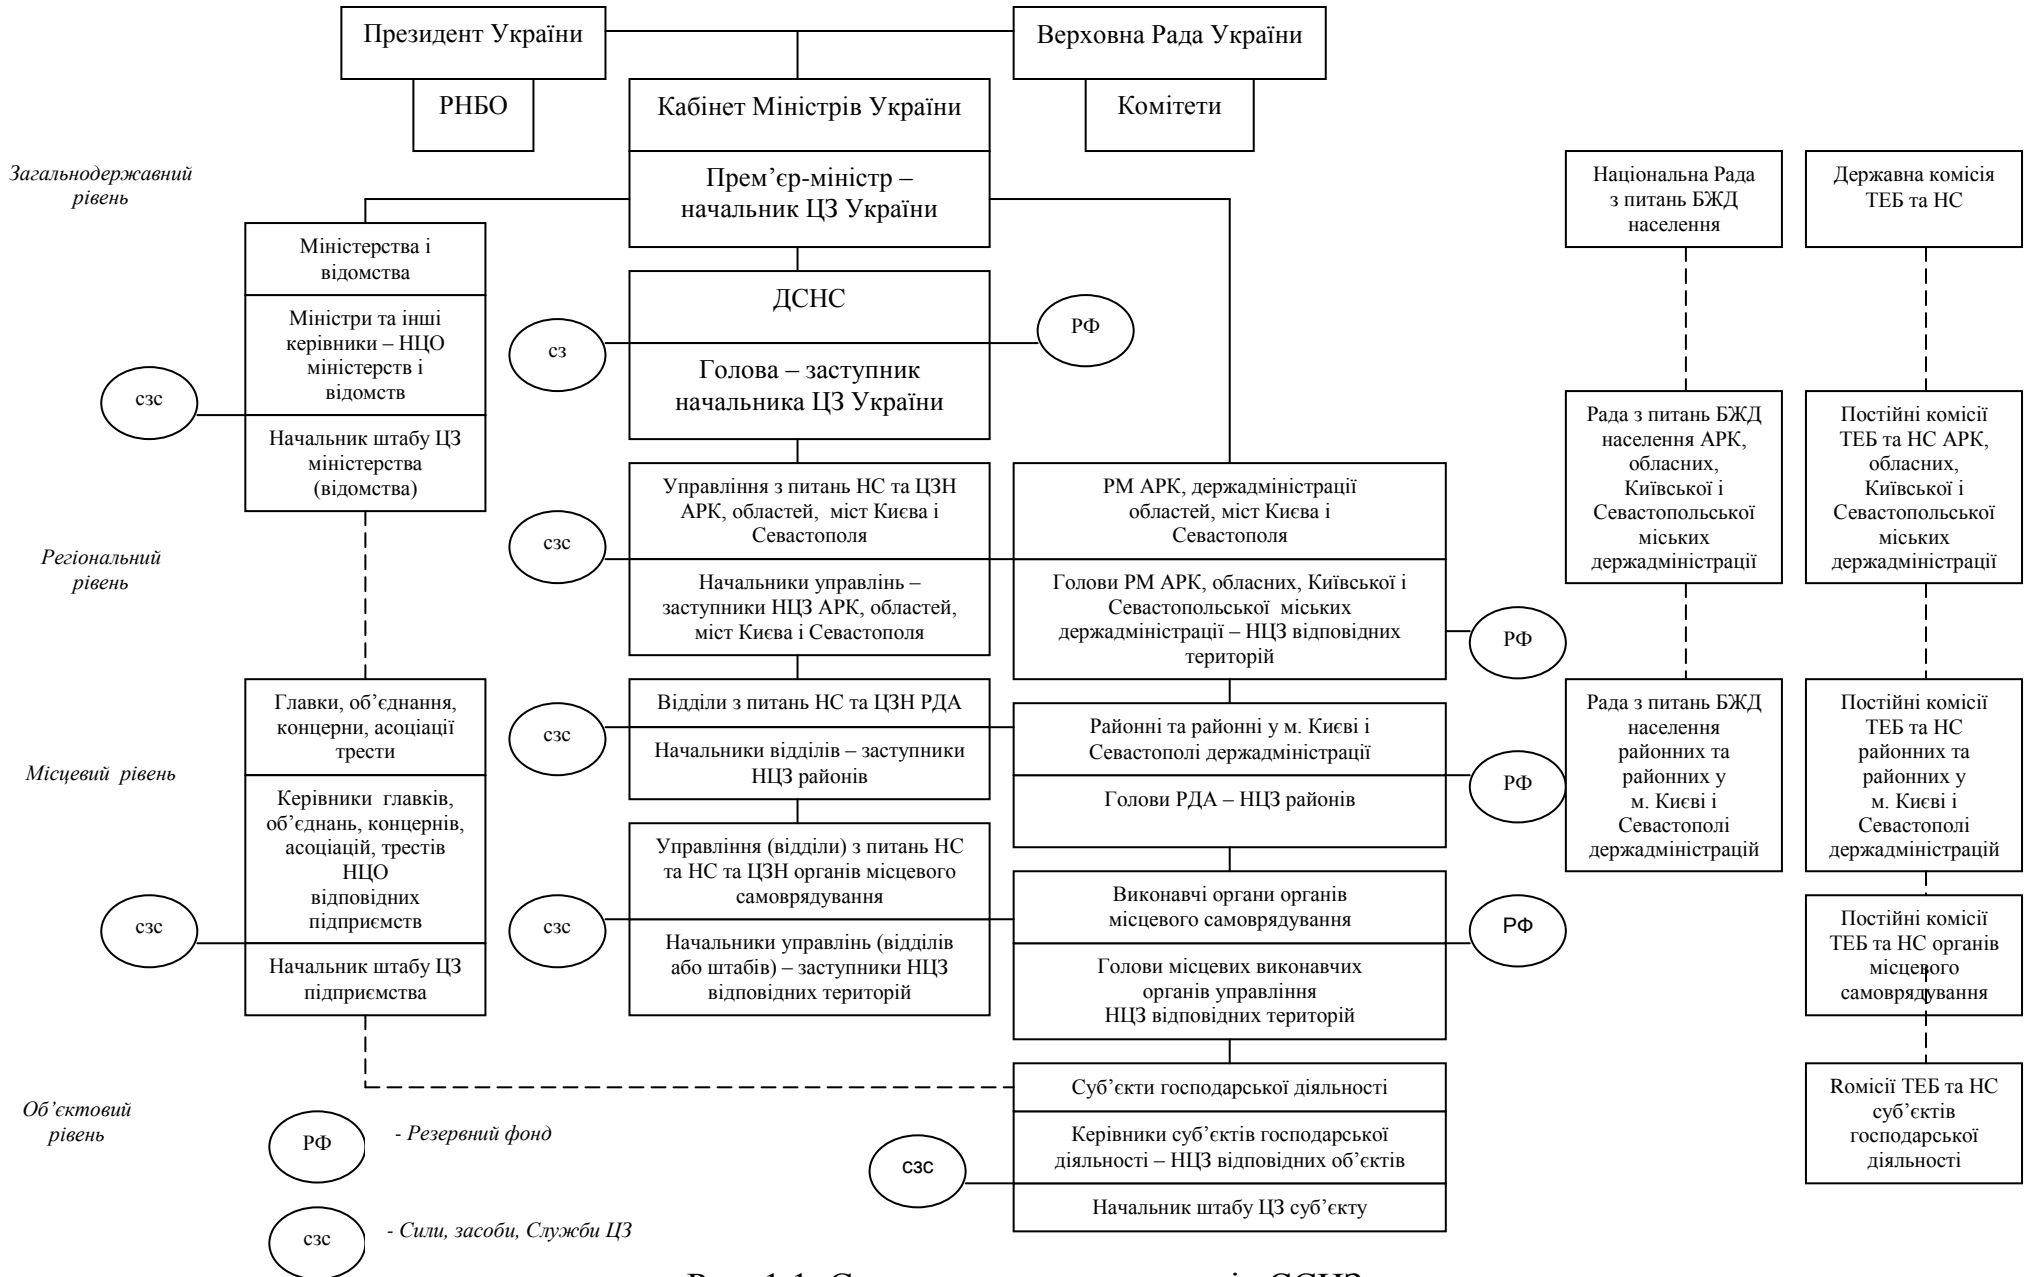 Президент України
Верховна Рада України
РНБО
Кабінет Міністрів України
Комітети
Загальнодержавний
рівень
Прем’єр-міністр –
начальник ЦЗ України
Національна Рада
з питань БЖД
населення
Державна комісія
ТЕБ та НС
Міністерства і
відомства
Міністри та інші
керівники – НЦО
міністерств і
відомств
Начальник штабу ЦЗ
міністерства
(відомства)
сзс
ДСНС
Голова – заступник
начальника ЦЗ України
сз
РФ
Рада з питань БЖД
населення АРК,
обласних,
Київської і
Севастопольської
міських
держадміністрації
Постійні комісії
ТЕБ та НС АРК,
обласних,
Київської і
Севастопольської
міських
держадміністрації
Регіональний
рівень
сзс
Управління з питань НС та ЦЗН
АРК, областей, міст Києва і
Севастополя
Начальники управлінь –
заступники НЦЗ АРК, областей,
міст Києва і Севастополя
РМ АРК, держадміністрації
областей, міст Києва і
Севастополя
Голови РМ АРК, обласних, Київської і
Севастопольської міських
держадміністрації – НЦЗ відповідних
територій
РФ
Місцевий рівень
Главки, об’єднання,
концерни, асоціації
трести
Керівники главків,
об’єднань, концернів,
асоціацій, трестів
НЦО
відповідних
підприємств
Начальник штабу ЦЗ
підприємства
сзс
сзс
Відділи з питань НС та ЦЗН РДА
Начальники відділів – заступники
НЦЗ районів
Районні та районні у м. Києві і
Севастополі держадміністрації
Голови РДА – НЦЗ районів
РФ
Рада з питань БЖД
населення
районних та
районних у
м. Києві і
Севастополі
держадміністрацій
Постійні комісії
ТЕБ та НС
районних та
районних у
м. Києві і
Севастополі
держадміністрацій
сзс
Управління (відділи) з питань НС
та НС та ЦЗН органів місцевого
самоврядування
Начальники управлінь (відділів
або штабів) – заступники НЦЗ
відповідних територій
Виконавчі органи органів
місцевого самоврядування
Голови місцевих виконавчих
органів управління
НЦЗ відповідних територій
РФ
Постійні комісії
ТЕБ та НС органів
місцевого
самоврядування
Об’єктовий
рівень
Суб’єкти господарської діяльності
Керівники суб’єктів господарської
діяльності – НЦЗ відповідних об’єктів
Начальник штабу ЦЗ суб’єкту
сзс
Rомісії ТЕБ та НС
суб’єктів
господарської
діяльності
РФ
- Резервний фонд
сзс
- Сили, засоби, Служби ЦЗ